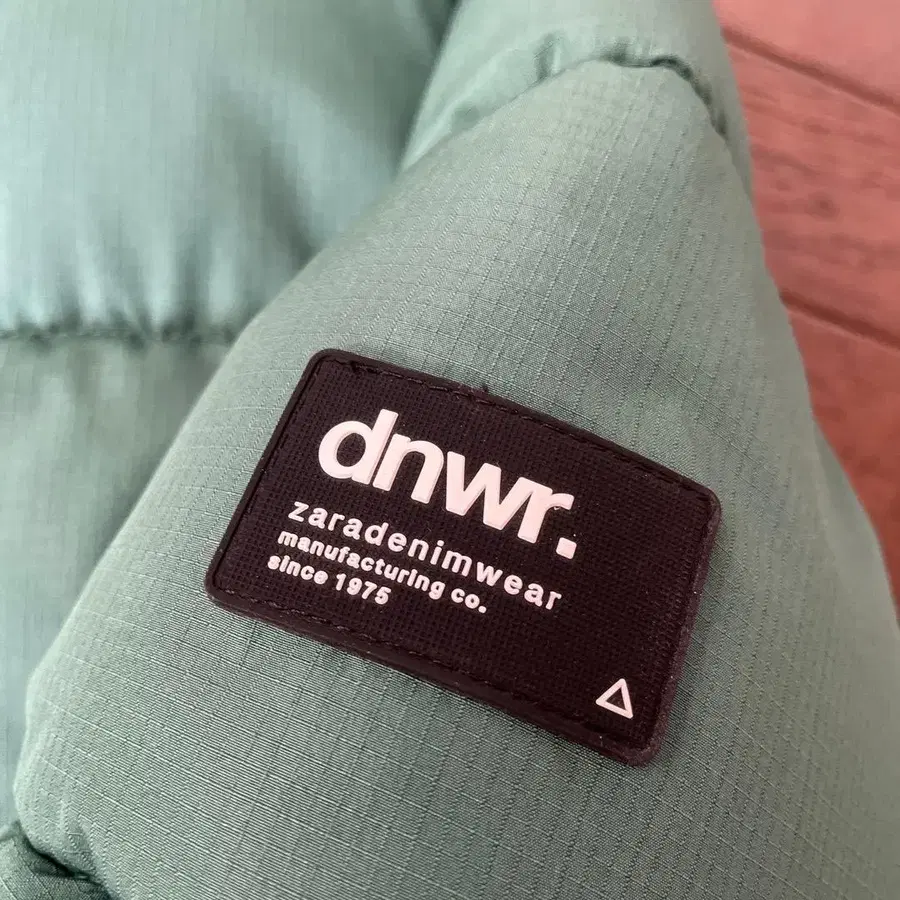 dnwr.
zaradenimwear
manufacturing co.
since 1975